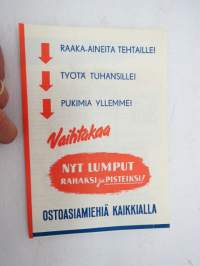 RAAKA-AINEITA TEHTAILLE!
TYÖTÄ TUHANSILLE!
PUKIMIA YLLEMME!
Vaihtakaa
NYT LUMPUT
RAHAKSI ja PISTEIKSI!
OSTOASIAMIEHIÄ KAIKKIALLA